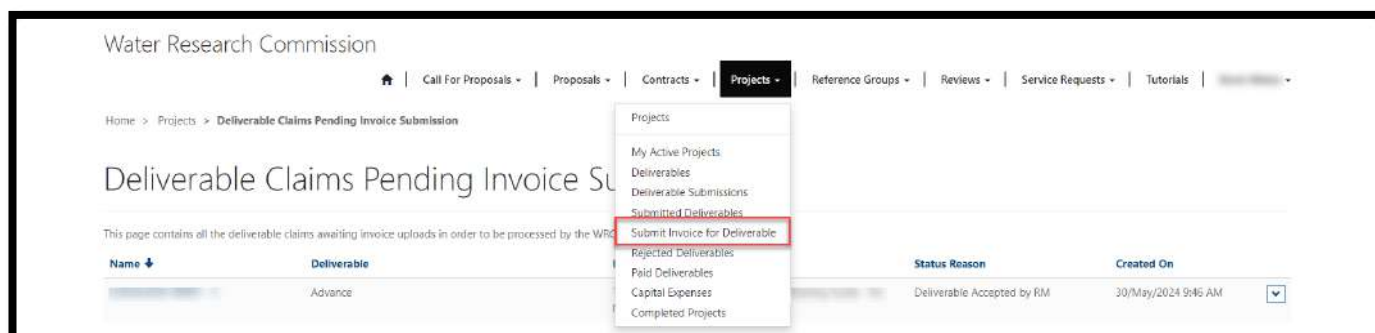 Water Research Commission
Call For Proposals | Proposals | Contracts | Projects | Reference Groups | Reviews | Service Requests | Tutorials |
Home > Projects > Deliverable Claims Pending Invoice Submission
Projects
My Active Projects
Deliverables
Deliverable Submissions
Submitted Deliverables
Submit Invoice for Deliverable
Rejected Deliverables
Paid Deliverables
Capital Expenses
Completed Projects
Deliverable Claims Pending Invoice
This page contains all the deliverable claims awaiting invoice uploads in order to be processed by the
Name Deliverable Status Reason Created On
Advance Deliverable Accepted by RM 30/May/2024 9:46 AM